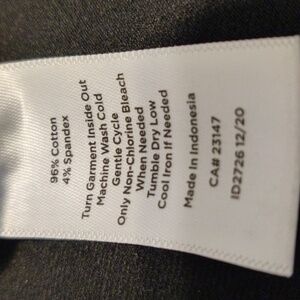 96% Cotton
4% Spandex
Turn Garment Inside Out
Machine Wash Cold
Gentle Cycle
Only Non-Chlorine Bleach
When Needed
Tumble Dry Low
Cool Iron If Needed
Made in Indonesia
CA# 23147
ID2726 12/20